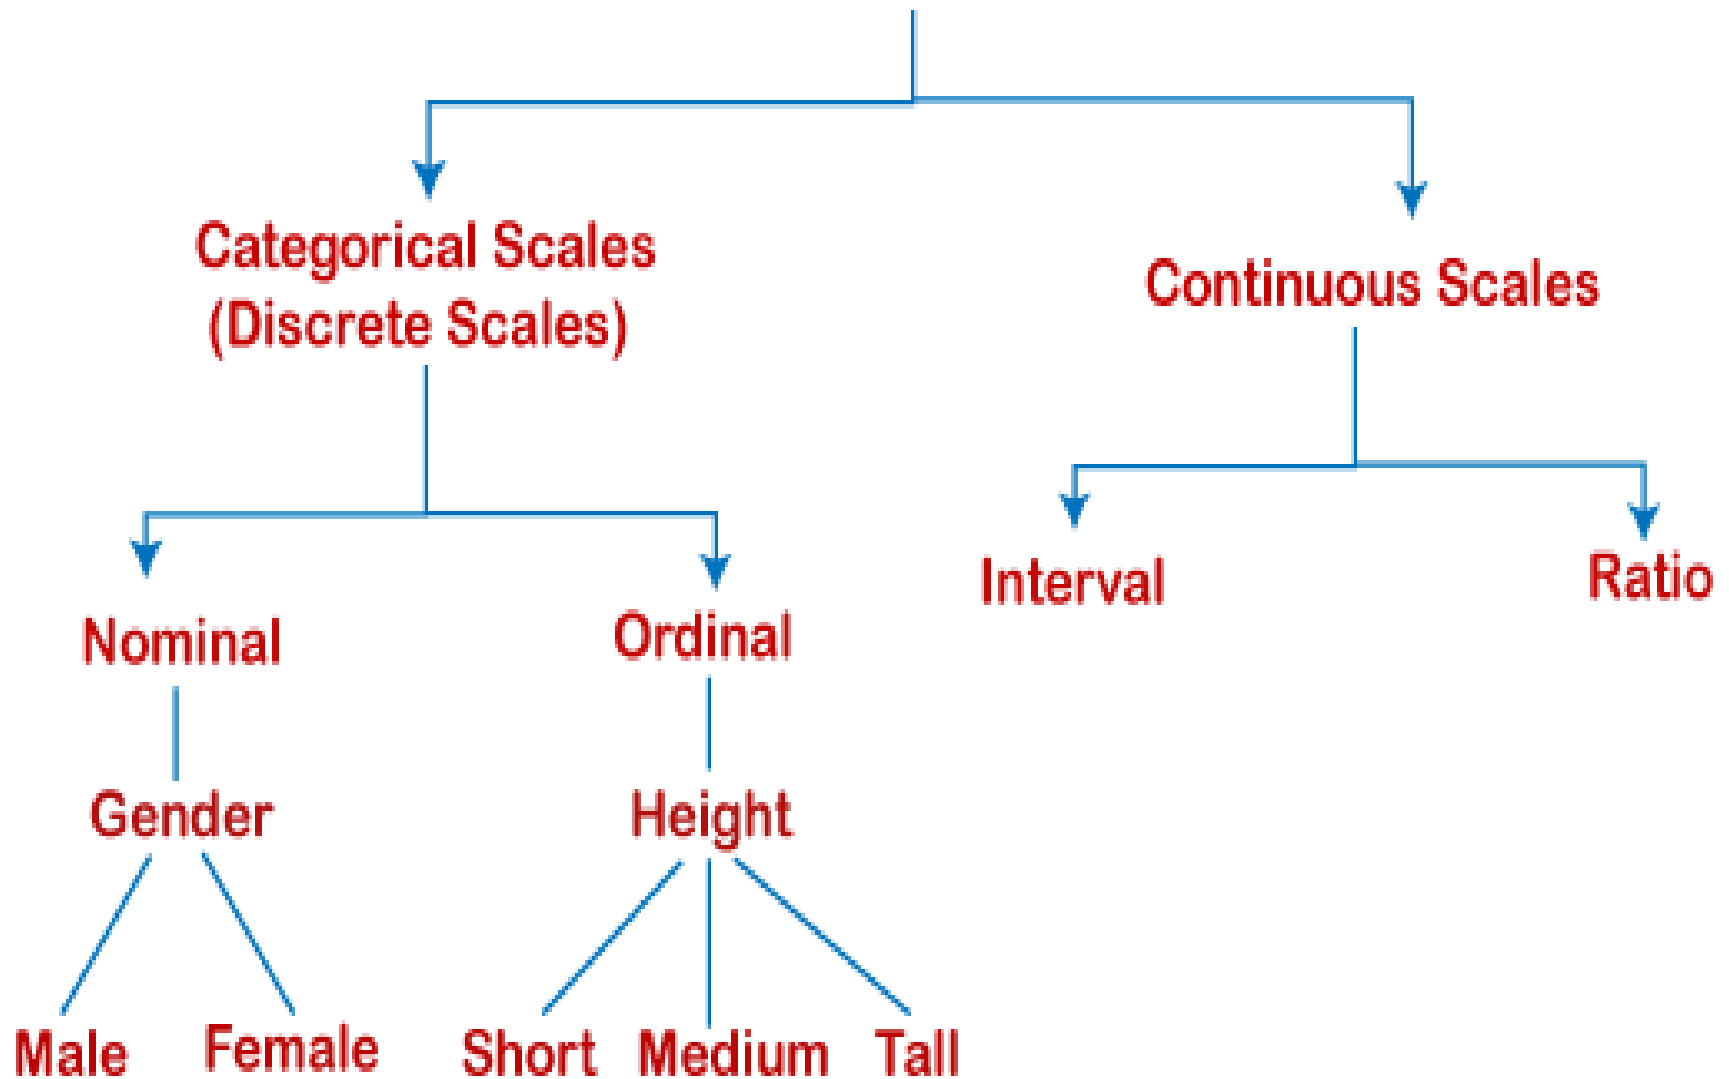 Categorical Scales
(Discrete Scales)
Continuous Scales
Interval
Ratio
Nominal
Ordinal
Gender
Height
Male
Female
Short
Medium
Tall